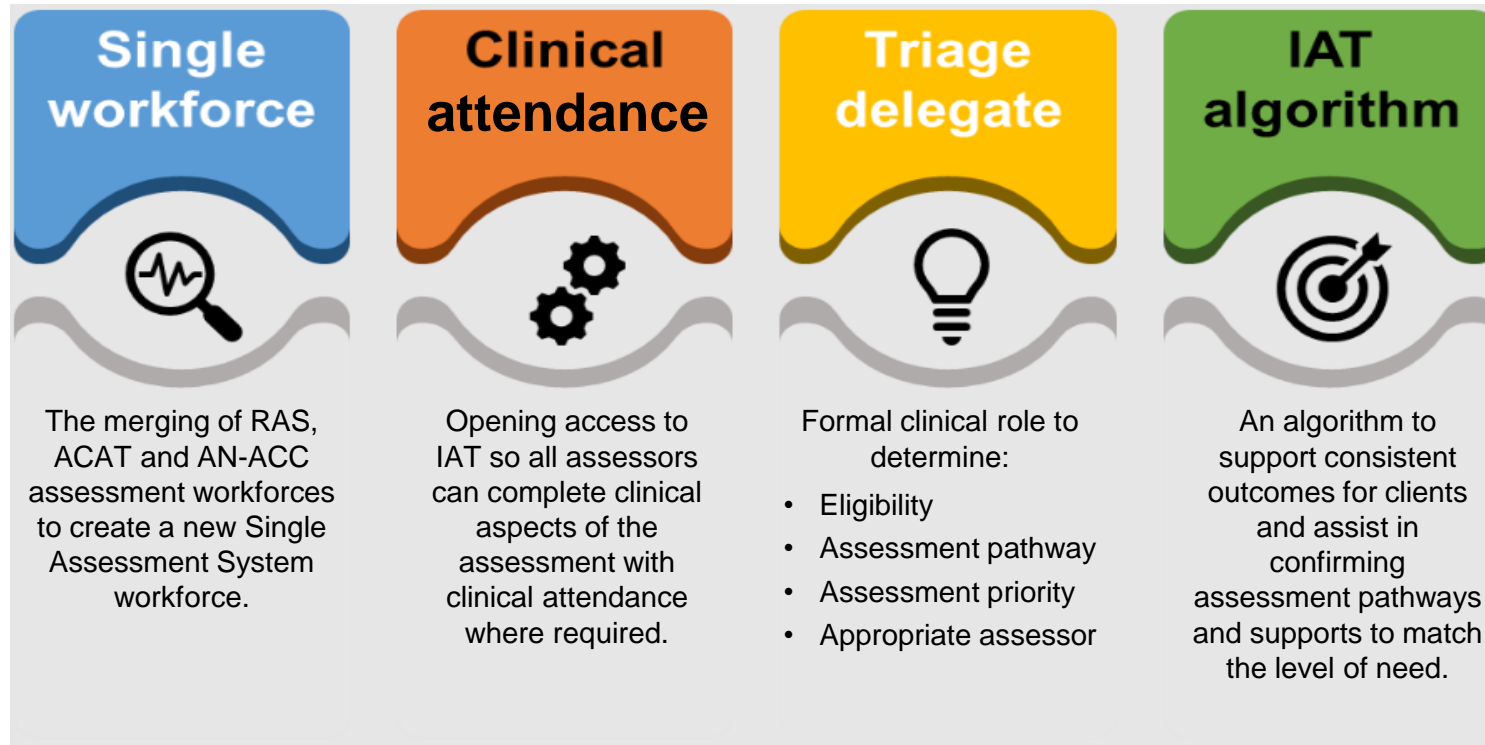 Single
workforce
The merging of RAS,
ACAT and AN-ACC
assessment workforces
to create a new Single
Assessment System
workforce.
Clinical
attendance
Opening access to
IAT so all assessors
can complete clinical
aspects of the
assessment with
clinical attendance
where required.
Triage
delegate
Formal clinical role to
determine:
• Eligibility
• Assessment pathway
• Assessment priority
• Appropriate assessor
IAT
algorithm
An algorithm to
support consistent
outcomes for clients
and assist in
confirming
assessment pathways
and supports to match
the level of need.